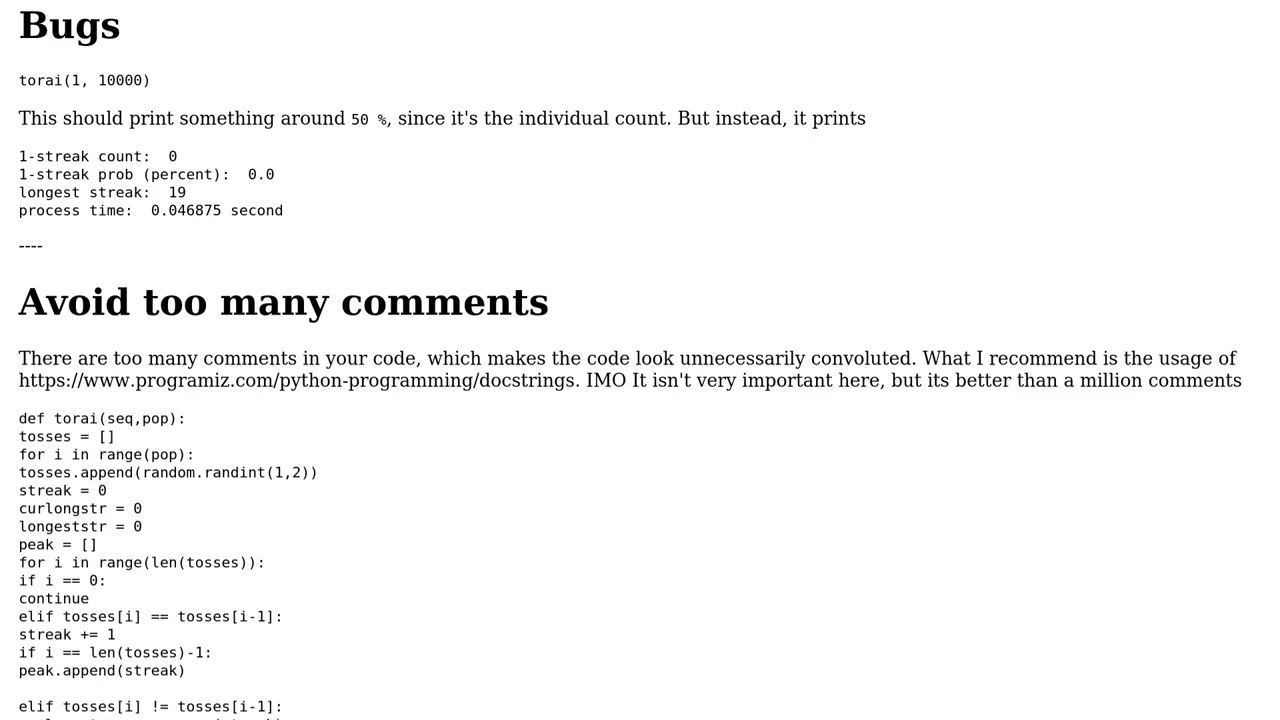 Bugs
torai(1, 10000)
This should print something around 50 %, since it's the individual count. But instead, it prints
1-streak count:  0
1-streak prob (percent):  0.0
longest streak:  19
process time:  0.046875 second
----
Avoid too many comments
There are too many comments in your code, which makes the code look unnecessarily convoluted. What I recommend is the usage of
https://www.programiz.com/python-programming/docstrings. IMO It isn't very important here, but its better than a million comments
def torai(seq,pop):
tosses = []
for i in range(pop):
tosses.append(random.randint(1,2))
streak = 0
curlongstr = 0
longeststr = 0
peak = []
for i in range(len(tosses)):
if i == 0:
continue
elif tosses[i] == tosses[i-1]:
streak += 1
if i == len(tosses)-1:
peak.append(streak)
elif tosses[i] != tosses[i-1]: